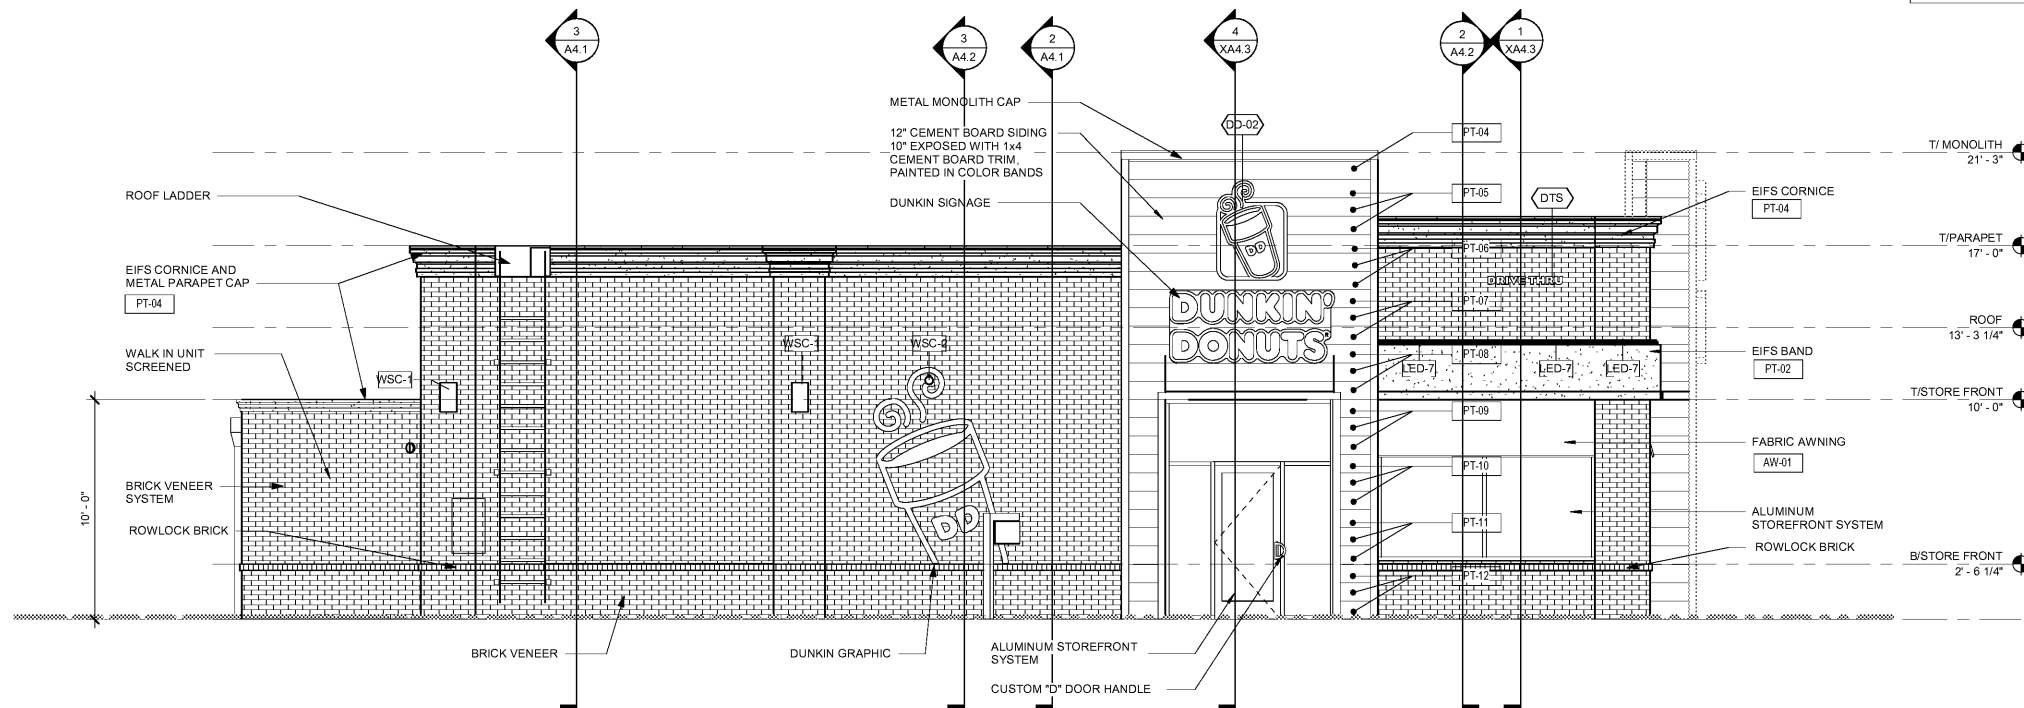 3
A4.1
3
A4.2
2
A4.1
4
XA4.3
2
A4.2
1
XA4.3
METAL MONOLITH CAP
12" CEMENT BOARD SIDING
10" EXPOSED WITH 1x4
CEMENT BOARD TRIM,
PAINTED IN COLOR BANDS
DUNKIN SIGNAGE
DD-02
PT-04
PT-05
PT-06
PT-07
PT-08
PT-09
PT-10
PT-11
PT-12
T/ MONOLITH
21' - 3"
EIFS CORNICE
PT-04
T/PARAPET
17' - 0"
ROOF
13' - 3 1/4"
EIFS BAND
PT-02
T/STORE FRONT
10' - 0"
FABRIC AWNING
AW-01
ALUMINUM
STOREFRONT SYSTEM
ROWLOCK BRICK
B/STORE FRONT
2' - 6 1/4"
DTS
DRIVE THRU
LED-7
LED-7
LED-7
DD
DUNKIN'
DONUTS'
ROOF LADDER
EIFS CORNICE AND
METAL PARAPET CAP
PT-04
WALK IN UNIT
SCREENED
WSC-1
WSC-1
WSC-2
DD
10' - 0"
BRICK VENEER
SYSTEM
ROWLOCK BRICK
BRICK VENEER
DUNKIN GRAPHIC
ALUMINUM STOREFRONT
SYSTEM
CUSTOM "D" DOOR HANDLE